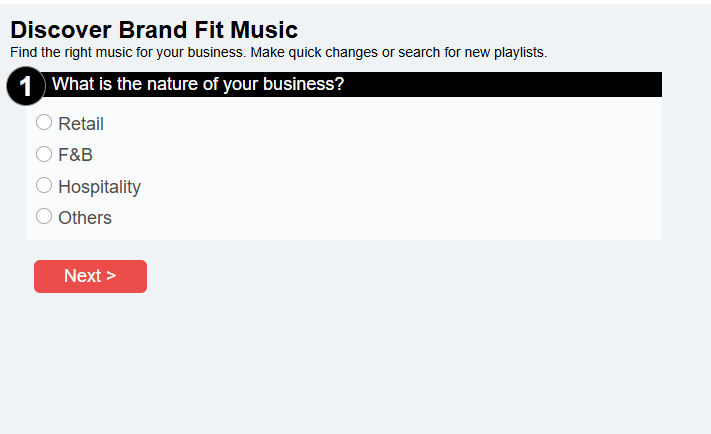 Discover Brand Fit Music
Find the right music for your business. Make quick changes or search for new playlists.
1 What is the nature of your business?
Retail
F&B
Hospitality
Others
Next >